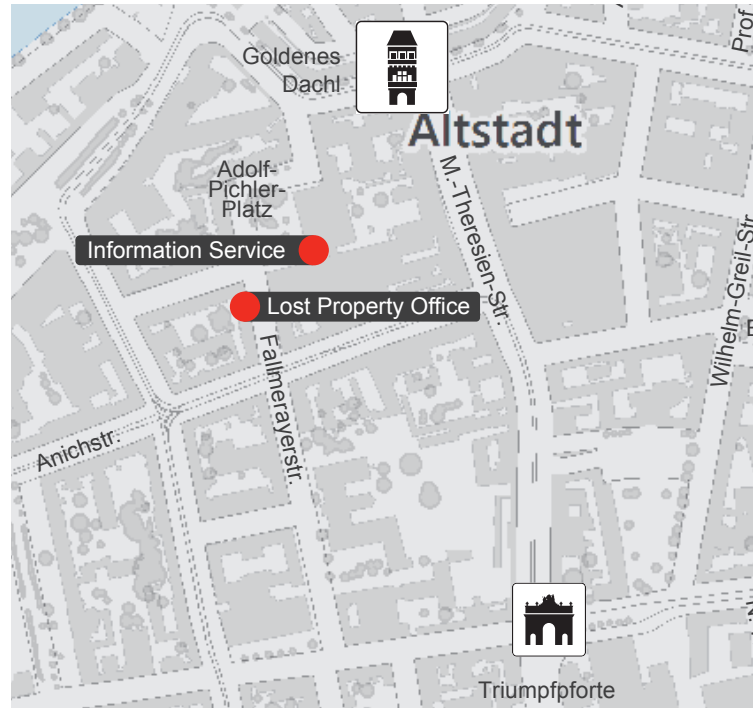 Goldenes
Dachl
Prof
Altstadt
Adolf-
Pichler-
Platz
M.-Theresien-Str.
Information Service
Lost Property Office
Wilhelm-Greil-Str
Fallmerayerstr.
Anichstr.
Triumpfpforte